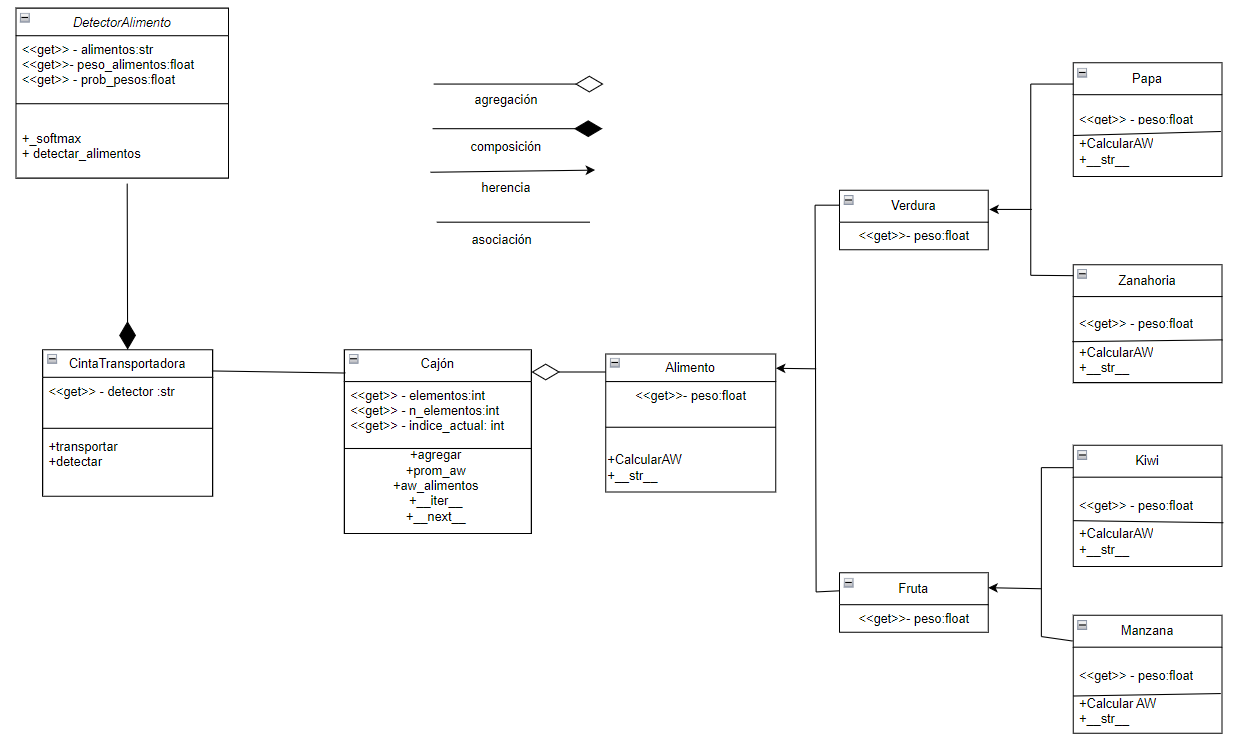 DetectorAlimento
<<get>> - alimentos:str
<<get>>- peso_alimentos:float
<<get>> - prob_pesos:float
+_softmax
+ detectar_alimentos
agregación
composición
herencia
asociación
CintaTransportadora
<<get>> - detector :str
+transportar
+detectar
Cajón
<<get>> - elementos:int
<<get>> - n_elementos:int
<<get>> - indice_actual: int
+agregar
+prom_aw
+aw_alimentos
+__iter__
+__next__
Alimento
<<get>>- peso:float
+CalcularAW
+__str__
Verdura
<<get>>- peso:float
Fruta
<<get>>- peso:float
Papa
<<get>> - peso:float
+CalcularAW
+__str__
Zanahoria
<<get>> - peso:float
+CalcularAW
+__str__
Kiwi
<<get>> - peso:float
+CalcularAW
+__str__
Manzana
<<get>> - peso:float
+Calcular AW
+__str__